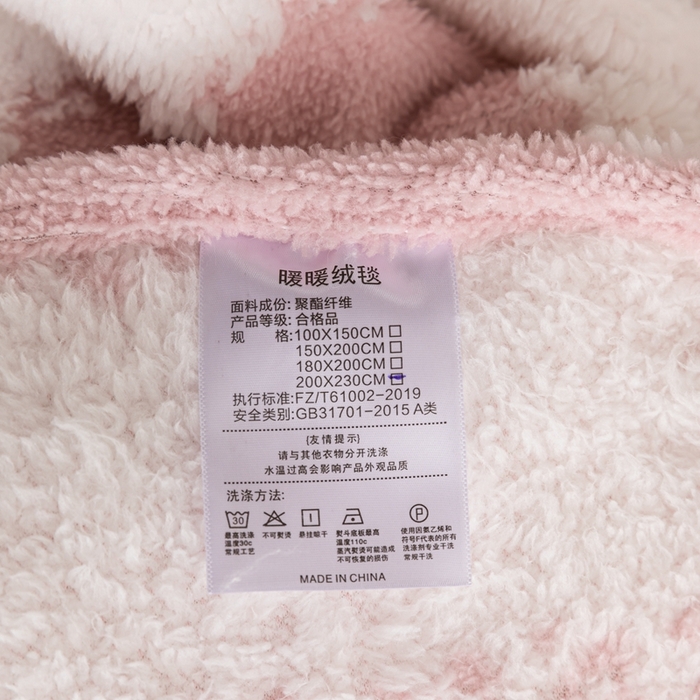 暖暖绒毯
面料成份: 聚酯纤维
产品等级: 合格品
规 格:100X150CM
150X200CM
180X200CM
200X230CM
执行标准:FZ/T61002-2019
安全类别:GB31701-2015 A类
(友情提示)
请与其他衣物分开洗涤
水温过高会影响产品外观品质
洗涤方法:
30 P
最高洗涤 不可熨烫 悬挂晾干 熨斗底板最高 使用四氯乙烯和
温度30c 温度110c 符号F代表的所有
常规工艺 蒸汽熨烫可能造成 洗涤剂专业干洗
不可恢复的损伤 常规干洗
MADE IN CHINA